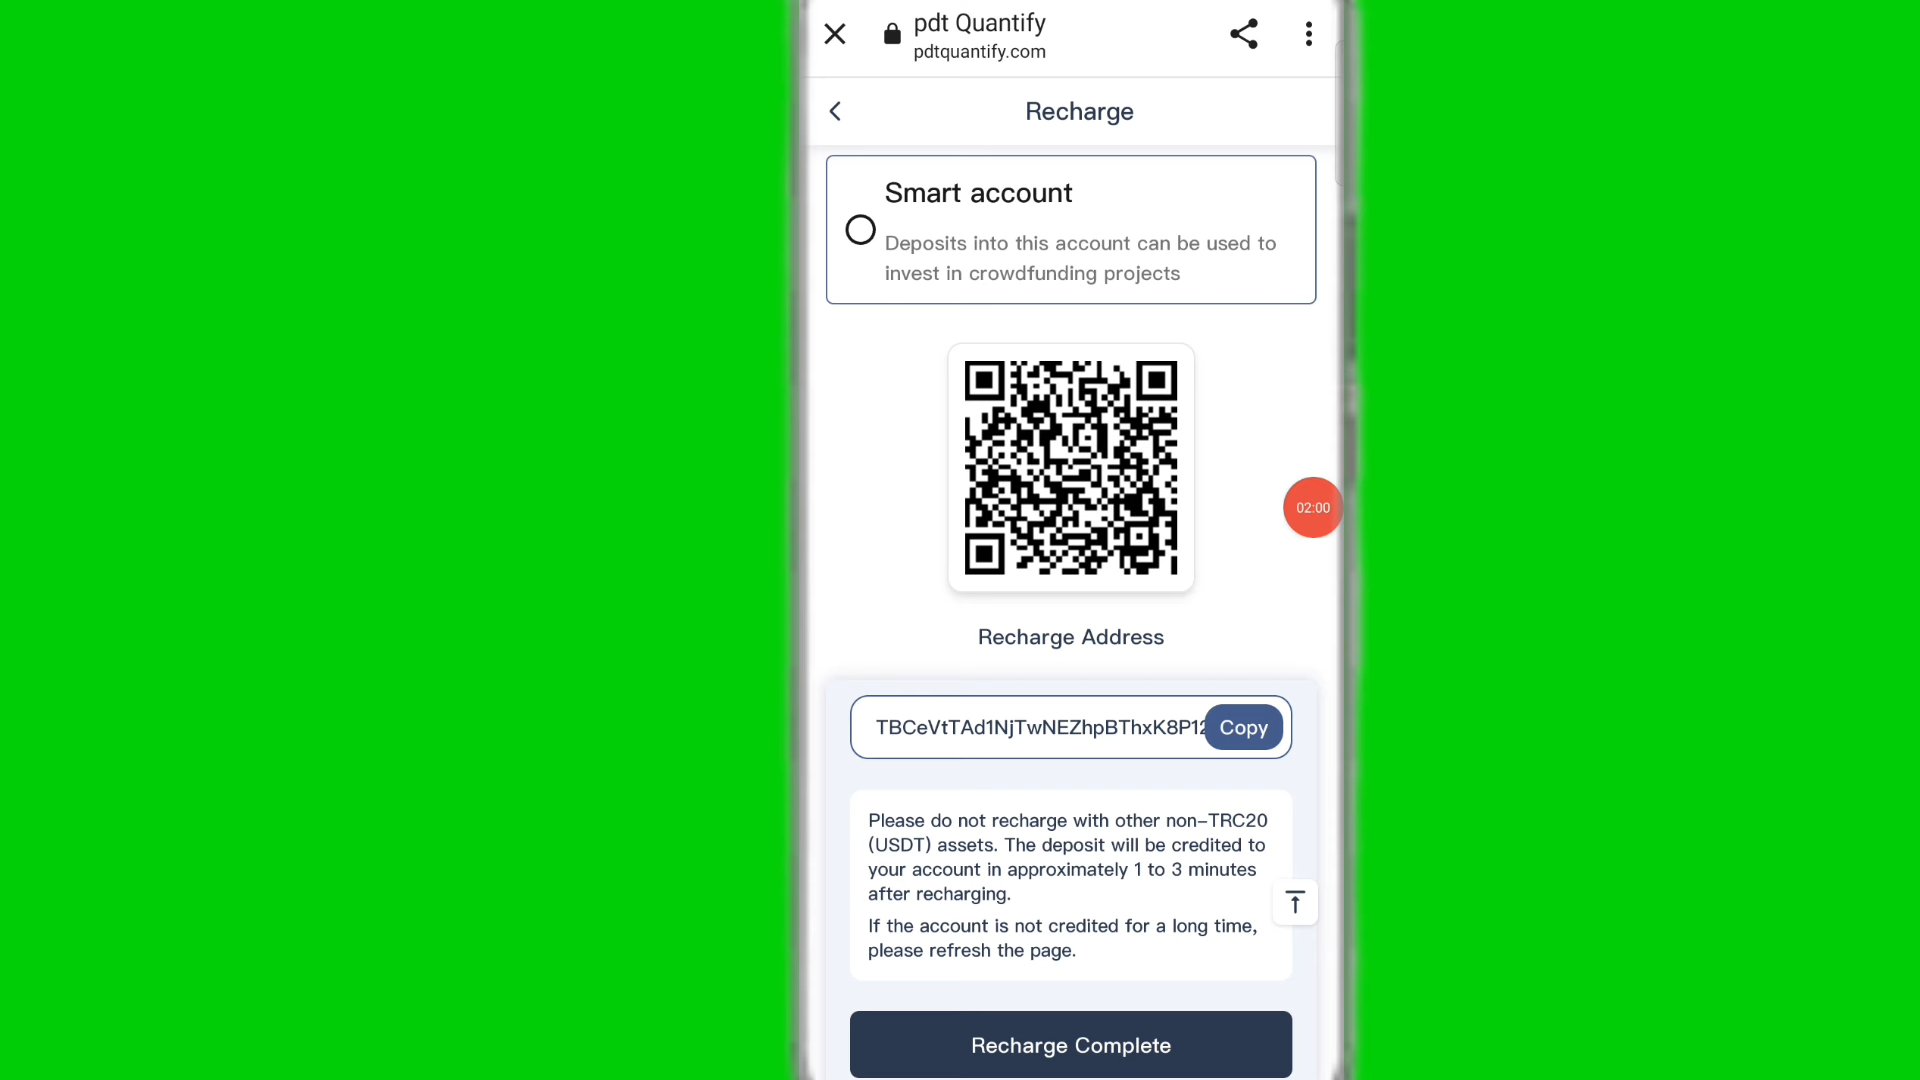 pdt Quantify
pdtquantify.com
Recharge
Smart account
Deposits into this account can be used to
invest in crowdfunding projects
02:00
Recharge Address
TBCeVtTAd1NjTwNEZhpBThxK8P12
Copy
Please do not recharge with other non-TRC20
(USDT) assets. The deposit will be credited to
your account in approximately 1 to 3 minutes
after recharging.
If the account is not credited for a long time,
please refresh the page.
Recharge Complete